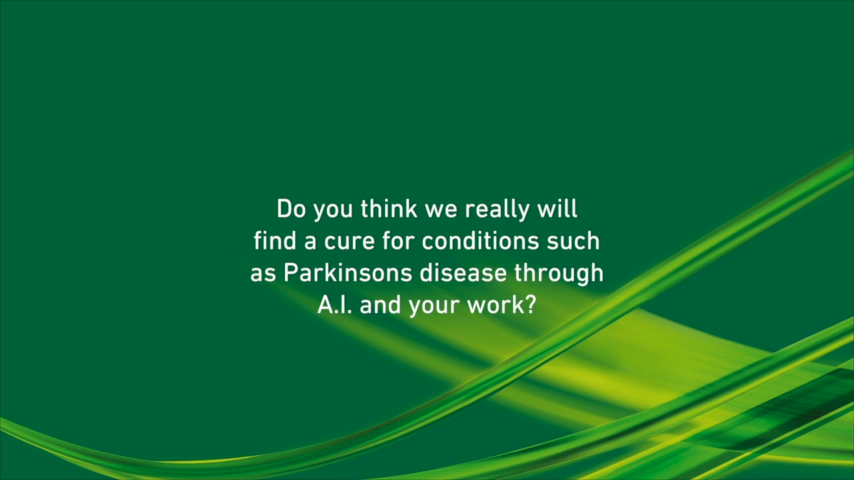 Do you think we really will
find a cure for conditions such
as Parkinsons disease through
A.I. and your work?